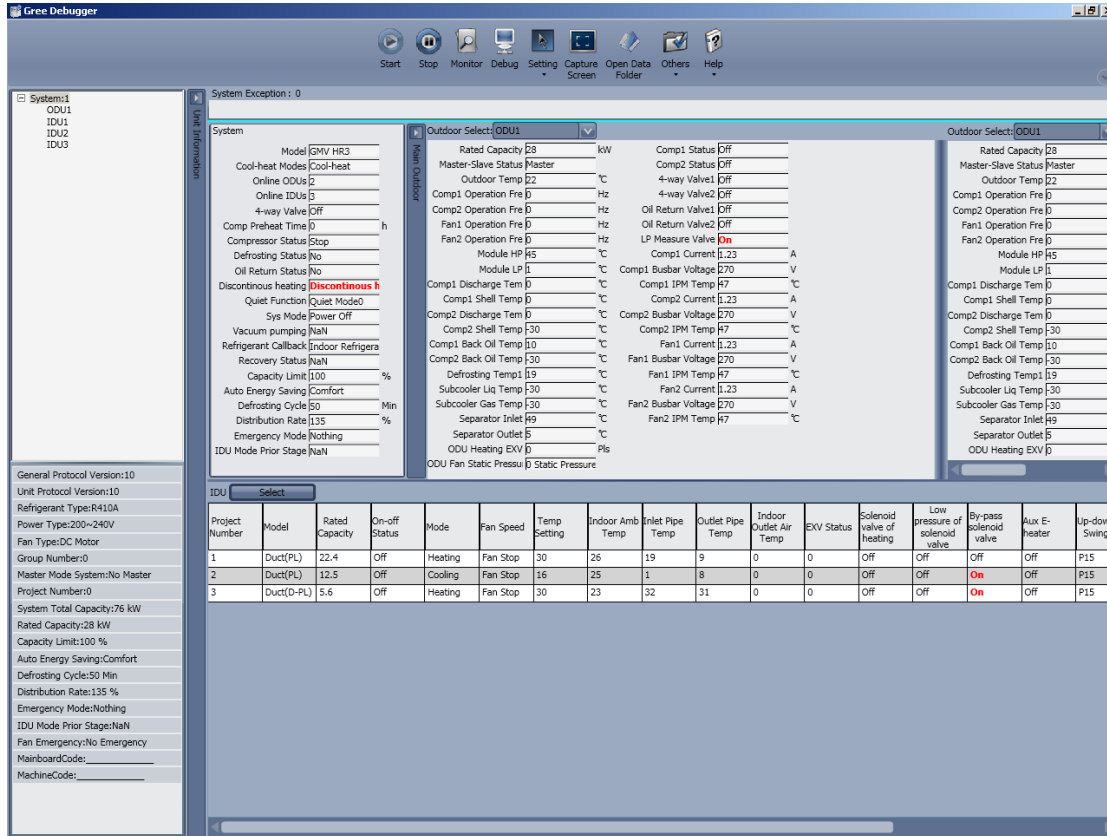 Gree Debugger
Start Stop Monitor Debug Setting Capture Screen Open Data Folder Others Help
System:1
ODU1
IDU1
IDU2
IDU3
Unit Information
System Exception : 0
System
Model GMV HR3
Cool-heat Modes Cool-heat
Online ODUs 2
Online IDUs 3
4-way Valve Off
Comp Preheat Time 0 h
Compressor Status Stop
Defrosting Status No
Oil Return Status No
Discontinous heating Discontinous h
Quiet Function Quiet Mode0
Sys Mode Power Off
Vacuum pumping NaN
Refrigerant Callback Indoor Refrigera
Recovery Status NaN
Capacity Limit 100 %
Auto Energy Saving Comfort
Defrosting Cycle 50 Min
Distribution Rate 135 %
Emergency Mode Nothing
IDU Mode Prior Stage NaN
Main Outdoor
Outdoor Select: ODU1
Rated Capacity 28 kW
Master-Slave Status Master
Outdoor Temp 22 ℃
Comp1 Operation Fre 0 Hz
Comp2 Operation Fre 0 Hz
Fan1 Operation Fre 0 Hz
Fan2 Operation Fre 0 Hz
Module HP 45 ℃
Module LP 1 ℃
Comp1 Discharge Tem 0 ℃
Comp1 Shell Temp 0 ℃
Comp2 Discharge Tem 0 ℃
Comp2 Shell Temp -30 ℃
Comp1 Back Oil Temp 10 ℃
Comp2 Back Oil Temp -30 ℃
Defrosting Temp1 19 ℃
Subcooler Liq Temp -30 ℃
Subcooler Gas Temp -30 ℃
Separator Inlet 49 ℃
Separator Outlet 5 ℃
ODU Heating EXV 0 Pls
ODU Fan Static Pressu 0 Static Pressure
Comp1 Status Off
Comp2 Status Off
4-way Valve1 Off
4-way Valve2 Off
Oil Return Valve1 Off
Oil Return Valve2 Off
LP Measure Valve On
Comp1 Current 1.23 A
Comp1 Busbar Voltage 270 V
Comp1 IPM Temp 47 ℃
Comp2 Current 1.23 A
Comp2 Busbar Voltage 270 V
Comp2 IPM Temp 47 ℃
Fan1 Current 1.23 A
Fan1 Busbar Voltage 270 V
Fan1 IPM Temp 47 ℃
Fan2 Current 1.23 A
Fan2 Busbar Voltage 270 V
Fan2 IPM Temp 47 ℃
Outdoor Select: ODU1
Rated Capacity 28
Master-Slave Status Master
Outdoor Temp 22
Comp1 Operation Fre 0
Comp2 Operation Fre 0
Fan1 Operation Fre 0
Fan2 Operation Fre 0
Module HP 45
Module LP 1
Comp1 Discharge Tem 0
Comp1 Shell Temp 0
Comp2 Discharge Tem 0
Comp2 Shell Temp -30
Comp1 Back Oil Temp 10
Comp2 Back Oil Temp -30
Defrosting Temp1 19
Subcooler Liq Temp -30
Subcooler Gas Temp -30
Separator Inlet 49
Separator Outlet 5
ODU Heating EXV 0
General Protocol Version:10
Unit Protocol Version:10
Refrigerant Type:R410A
Power Type:200~240V
Fan Type:DC Motor
Group Number:0
Master Mode System:No Master
Project Number:0
System Total Capacity:76 kW
Rated Capacity:28 kW
Capacity Limit:100 %
Auto Energy Saving:Comfort
Defrosting Cycle:50 Min
Distribution Rate:135 %
Emergency Mode:Nothing
IDU Mode Prior Stage:NaN
Fan Emergency:No Emergency
MainboardCode:______________
MachineCode:______________
IDU Select
Project Number Model Rated Capacity On-off Status Mode Fan Speed Temp Setting Indoor Amb Temp Inlet Pipe Temp Outlet Pipe Temp Indoor Outlet Air Temp EXV Status Solenoid valve of heating Low pressure of solenoid valve By-pass solenoid valve Aux E-heater Up-dow Swing
1 Duct(PL) 22.4 Off Heating Fan Stop 30 26 19 9 0 0 Off Off Off Off P15
2 Duct(PL) 12.5 Off Cooling Fan Stop 16 25 1 8 0 0 Off Off On Off P15
3 Duct(D-PL) 5.6 Off Heating Fan Stop 30 23 32 31 0 0 Off Off On Off P15